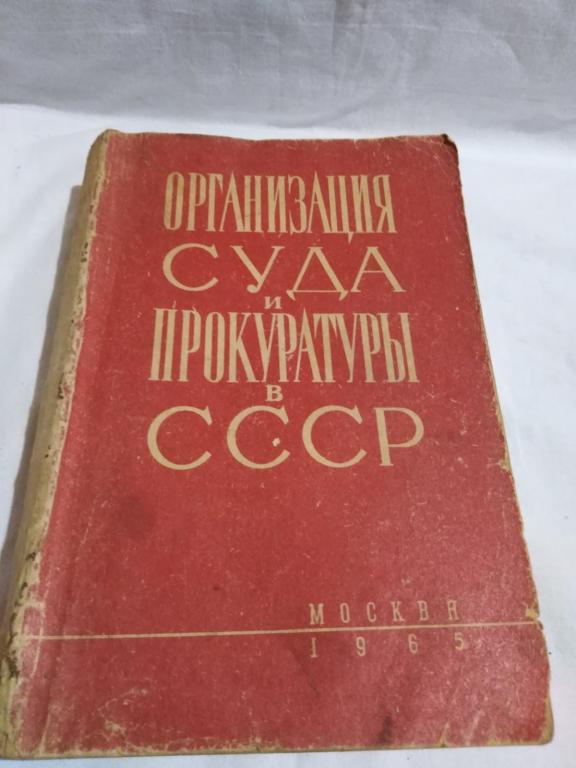 ОРГАНИЗАЦИЯ
СУДА
и
ПРОКУРАТУРЫ
в
СССР
МОСКВА
1965